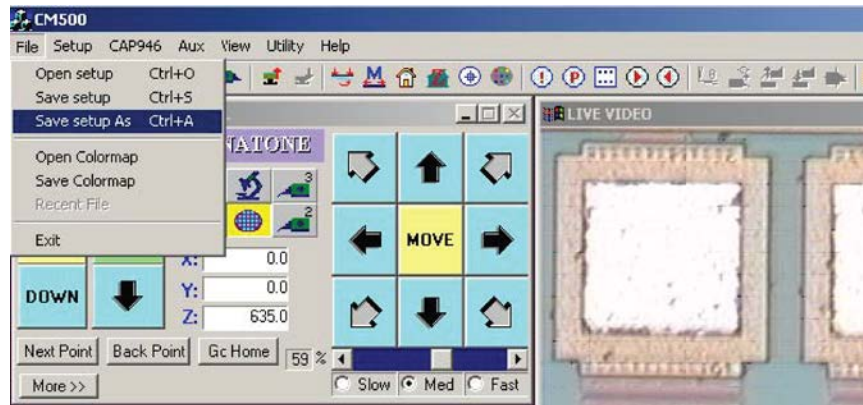 CM500
File Setup CAP946 Aux View Utility Help
Open setup Ctrl+O
Save setup Ctrl+S
Save setup As Ctrl+A
Open Colormap
Save Colormap
Recent File
Exit
LIVE VIDEO
3
2
MOVE
X: 0.0
Y: 0.0
Z: 635.0
DOWN
Next Point Back Point Gc Home 59 %
More >> Slow Med Fast